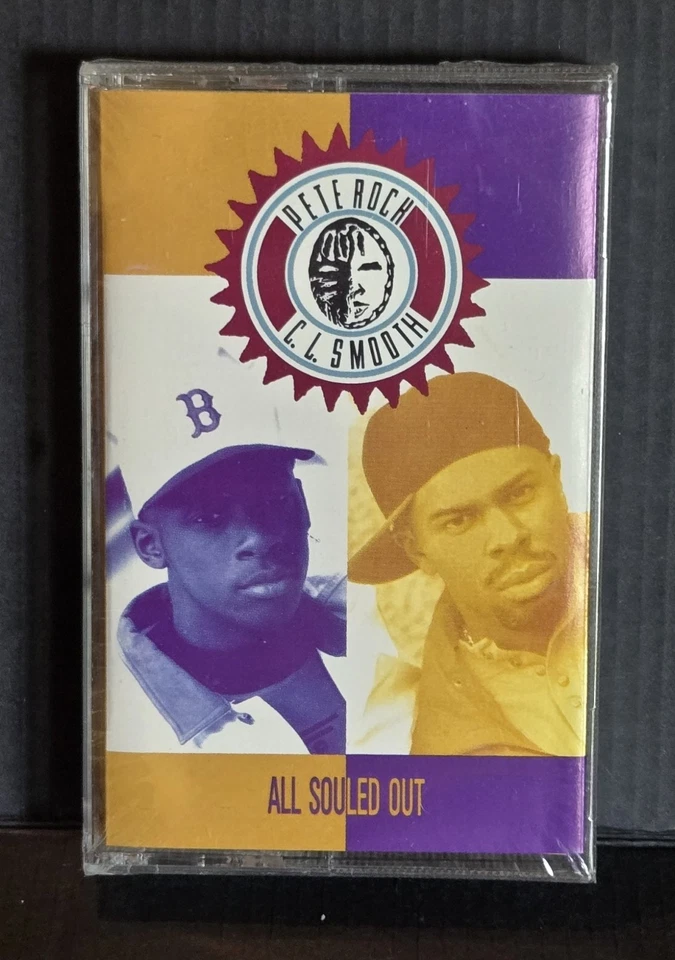 PETE ROCK
C. L. SMOOTH
B
ALL SOULED OUT